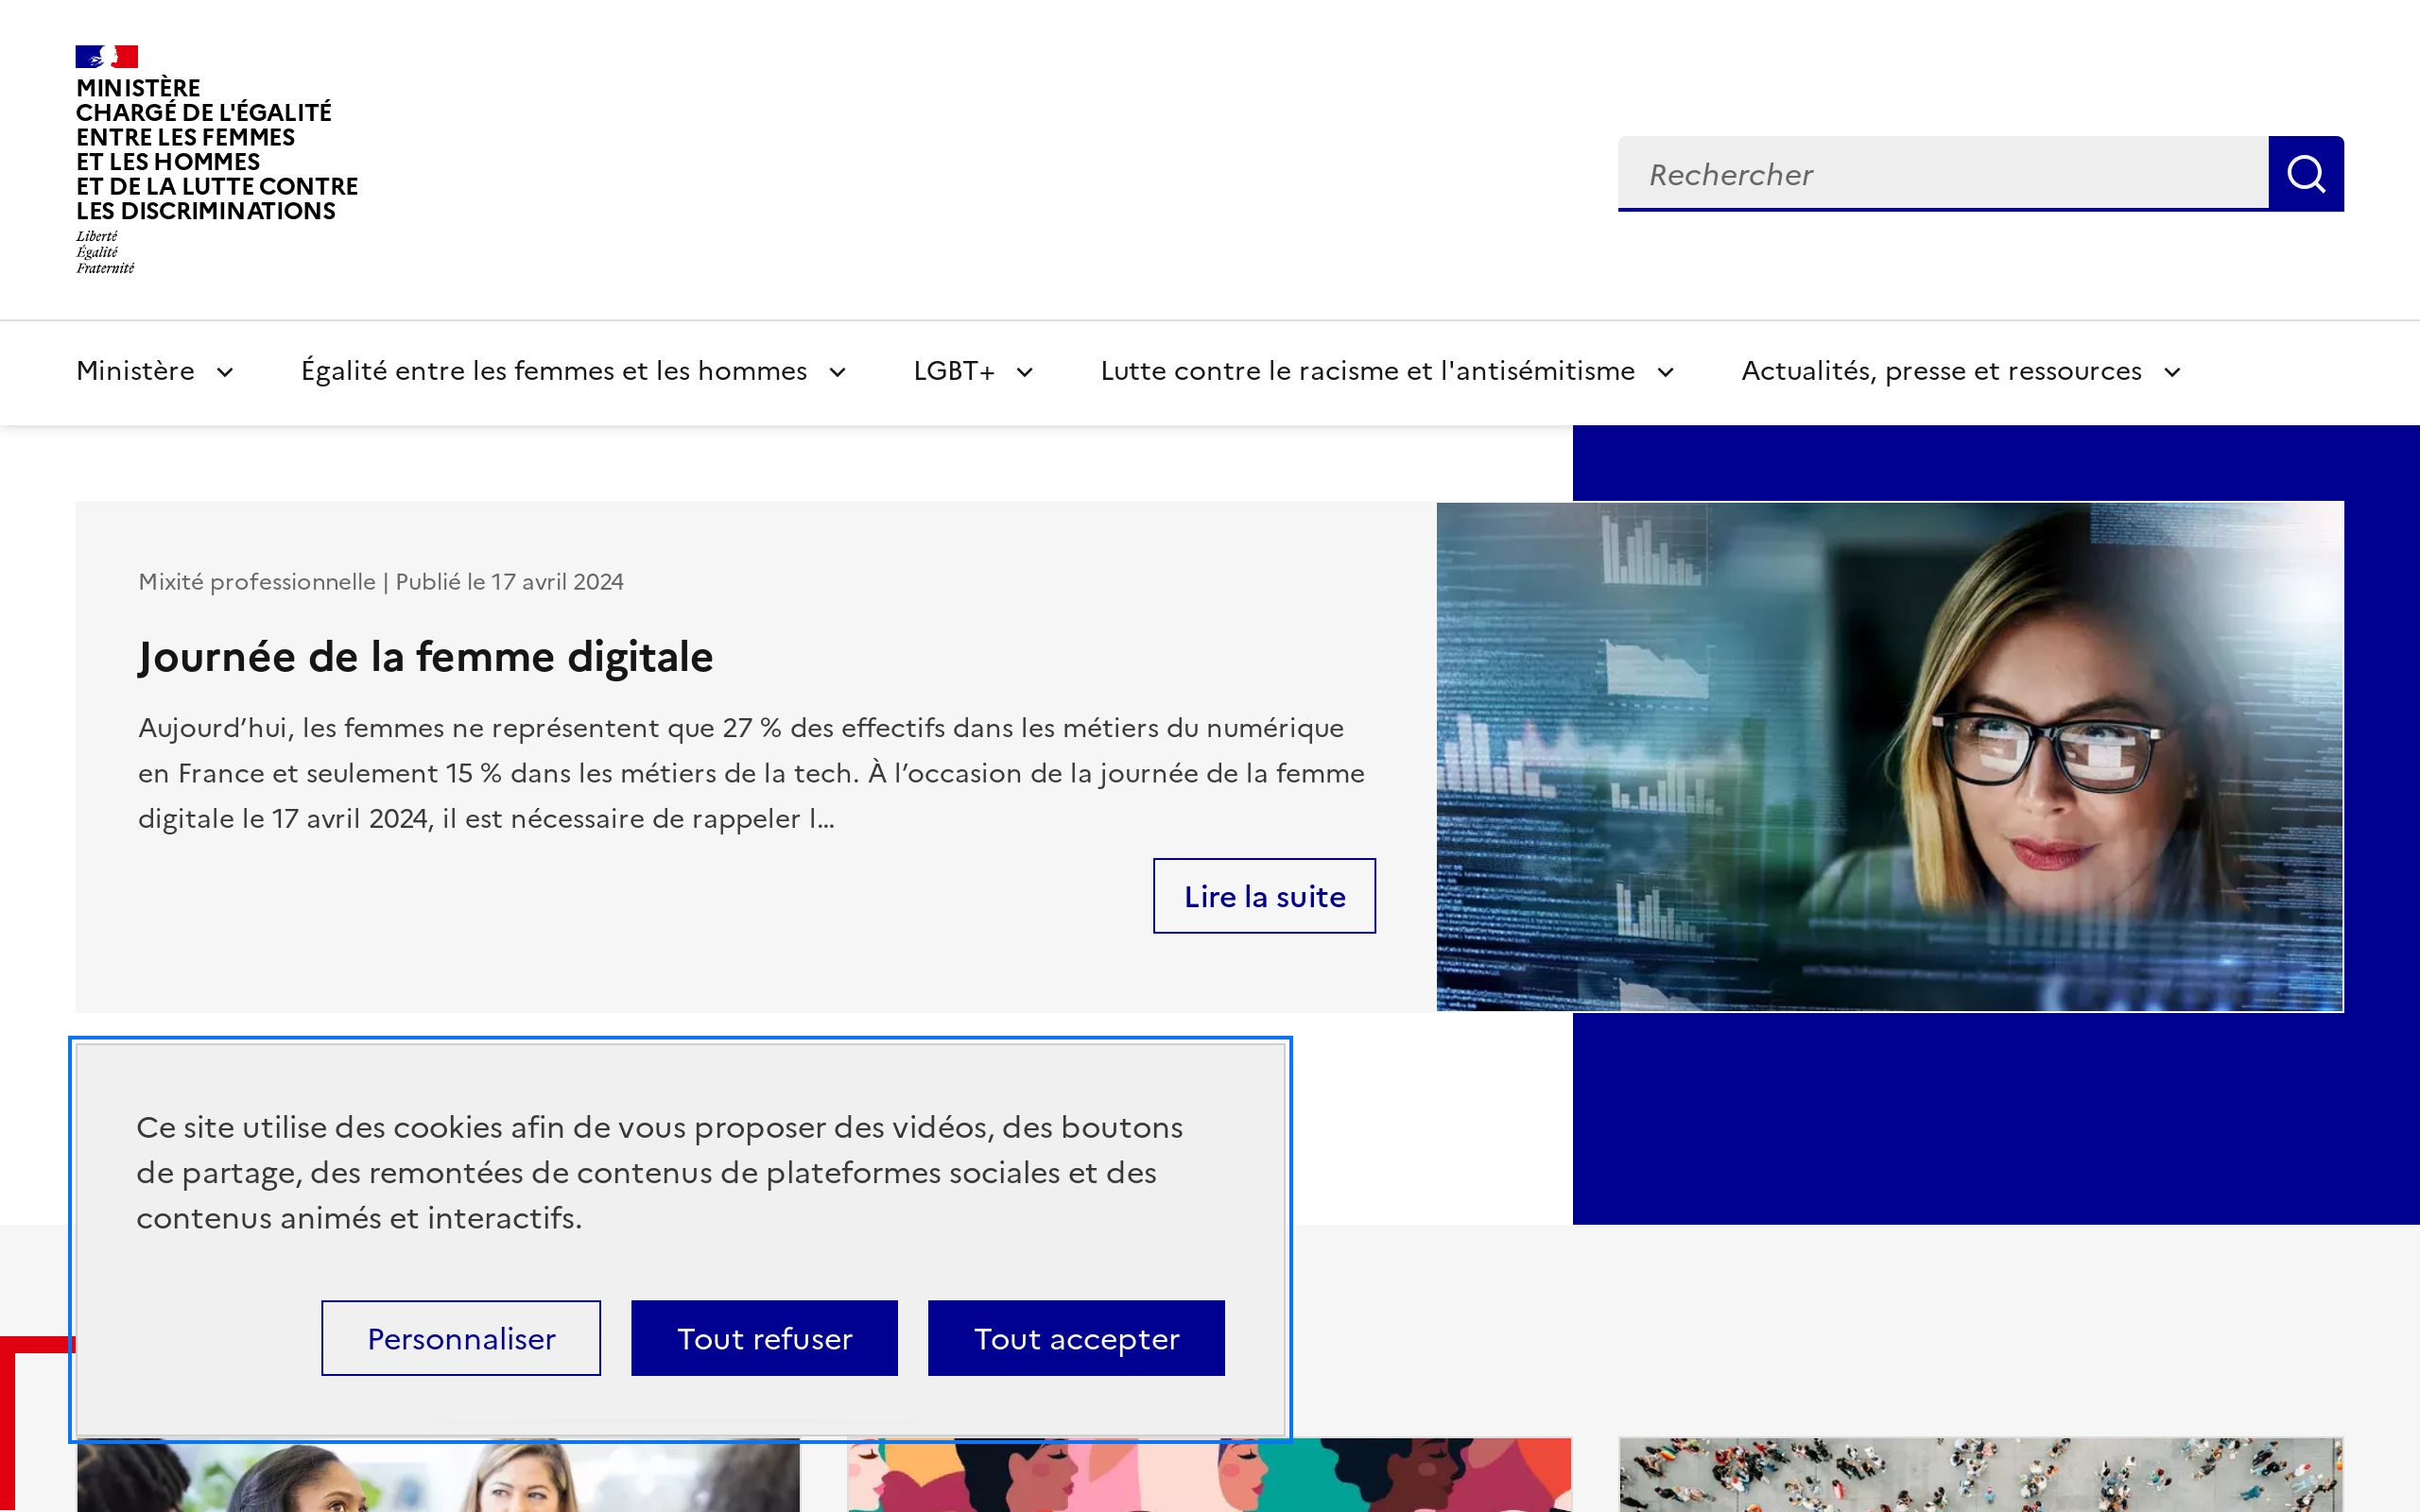 MINISTÈRE
CHARGÉ DE L'ÉGALITÉ
ENTRE LES FEMMES
ET LES HOMMES
ET DE LA LUTTE CONTRE
LES DISCRIMINATIONS
Liberté
Égalité
Fraternité
Rechercher
Ministère
Égalité entre les femmes et les hommes
LGBT+
Lutte contre le racisme et l'antisémitisme
Actualités, presse et ressources
Mixité professionnelle | Publié le 17 avril 2024
Journée de la femme digitale
Aujourd’hui, les femmes ne représentent que 27 % des effectifs dans les métiers du numérique
en France et seulement 15 % dans les métiers de la tech. À l’occasion de la journée de la femme
digitale le 17 avril 2024, il est nécessaire de rappeler l…
Lire la suite
Ce site utilise des cookies afin de vous proposer des vidéos, des boutons
de partage, des remontées de contenus de plateformes sociales et des
contenus animés et interactifs.
Personnaliser
Tout refuser
Tout accepter